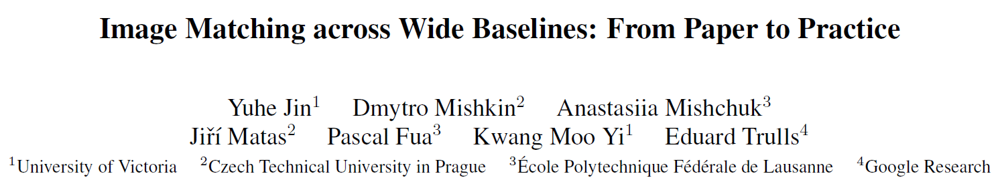 Image Matching across Wide Baselines: From Paper to Practice
Yuhe Jin¹ Dmytro Mishkin² Anastasiia Mishchuk³
Jiří Matas² Pascal Fua³ Kwang Moo Yi¹ Eduard Trulls⁴
¹University of Victoria ²Czech Technical University in Prague ³École Polytechnique Fédérale de Lausanne ⁴Google Research